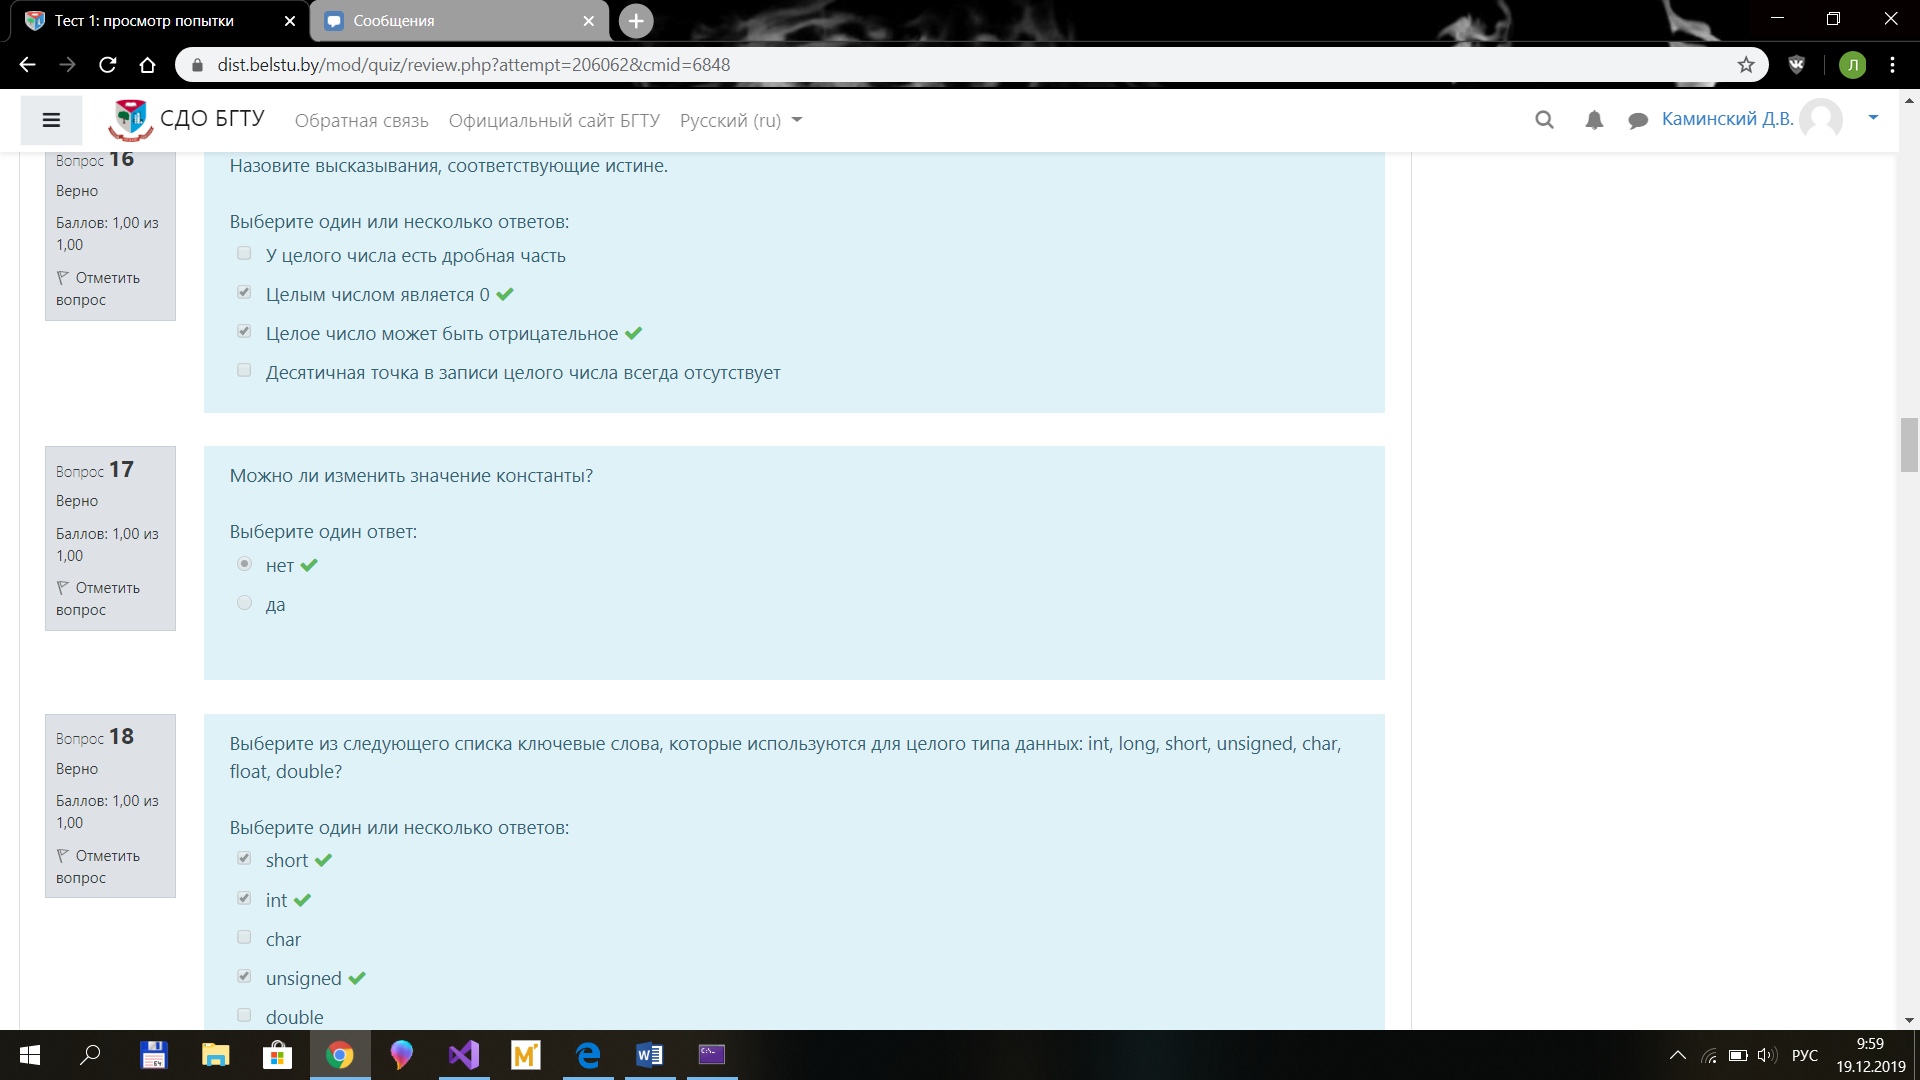 Тест 1: просмотр попытки
Сообщения
dist.belstu.by/mod/quiz/review.php?attempt=206062&cmid=6848
Л
СДО БГТУ
Обратная связь
Официальный сайт БГТУ
Русский (ru)
Каминский Д.В.
Вопрос 16
Верно
Баллов: 1,00 из
1,00
Отметить
вопрос
Назовите высказывания, соответствующие истине.
Выберите один или несколько ответов:
У целого числа есть дробная часть
Целым числом является 0
Целое число может быть отрицательное
Десятичная точка в записи целого числа всегда отсутствует
Вопрос 17
Верно
Баллов: 1,00 из
1,00
Отметить
вопрос
Можно ли изменить значение константы?
Выберите один ответ:
нет
да
Вопрос 18
Верно
Баллов: 1,00 из
1,00
Отметить
вопрос
Выберите из следующего списка ключевые слова, которые используются для целого типа данных: int, long, short, unsigned, char,
float, double?
Выберите один или несколько ответов:
short
int
char
unsigned
double
64
C:\.
РУС
9:59
19.12.2019